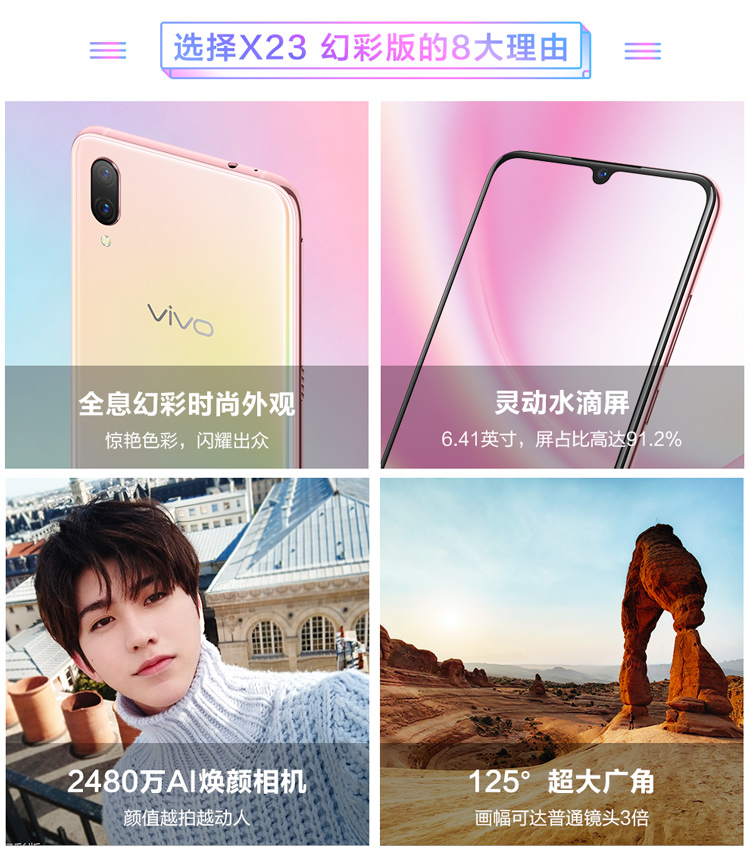 选择X23 幻彩版的8大理由
vivo
全息幻彩时尚外观
惊艳色彩，闪耀出众
灵动水滴屏
6.41英寸，屏占比高达91.2%
2480万AI焕颜相机
颜值越拍越动人
125° 超大广角
画幅可达普通镜头3倍